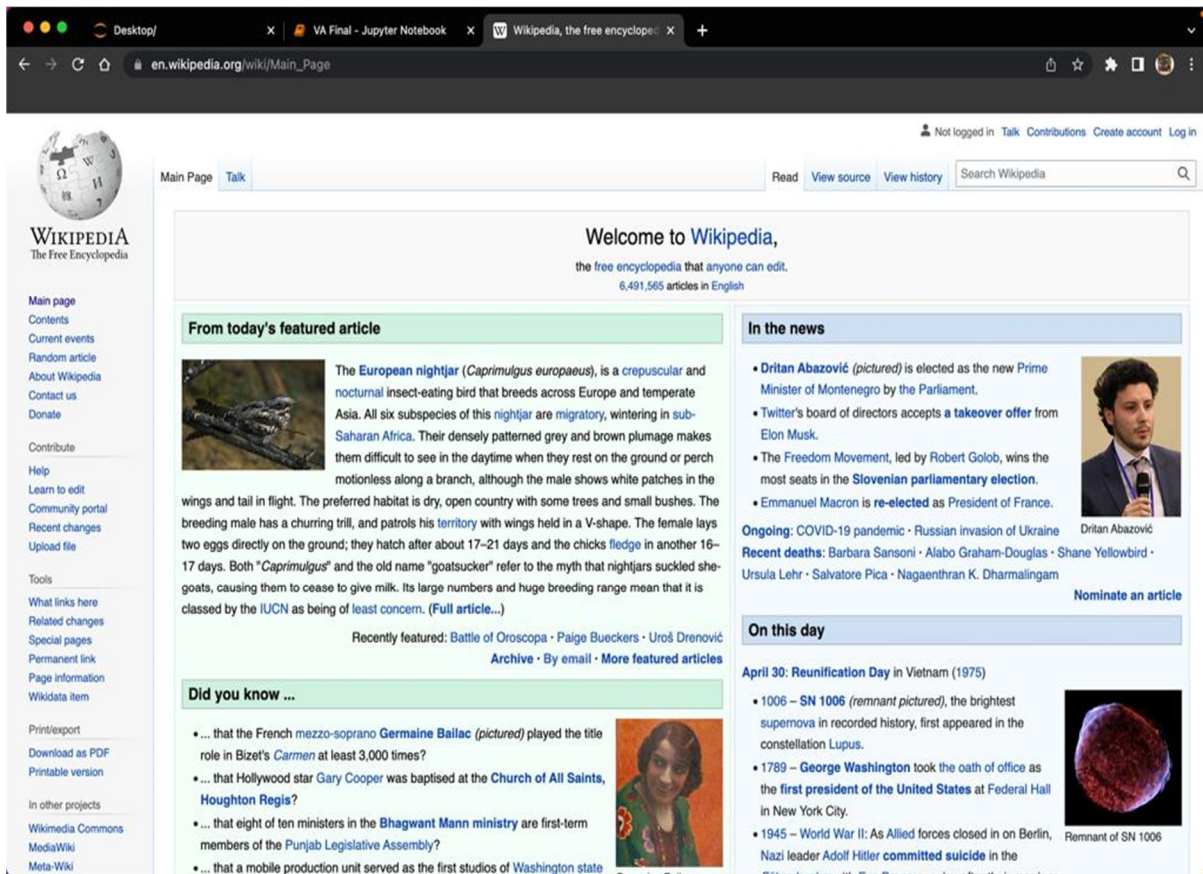 Desktop/
VA Final - Jupyter Notebook
Wikipedia, the free encyclope
en.wikipedia.org/wiki/Main_Page
Not logged in Talk Contributions Create account Log in
Main Page Talk
Read View source View history Search Wikipedia
WIKIPEDIA
The Free Encyclopedia
Main page
Contents
Current events
Random article
About Wikipedia
Contact us
Donate
Contribute
Help
Learn to edit
Community portal
Recent changes
Upload file
Tools
What links here
Related changes
Special pages
Permanent link
Page information
Wikidata item
Print/export
Download as PDF
Printable version
In other projects
Wikimedia Commons
MediaWiki
Meta-Wiki
Welcome to Wikipedia,
the free encyclopedia that anyone can edit.
6,491,565 articles in English
From today's featured article
The European nightjar (Caprimulgus europaeus), is a crepuscular and
nocturnal insect-eating bird that breeds across Europe and temperate
Asia. All six subspecies of this nightjar are migratory, wintering in sub-
Saharan Africa. Their densely patterned grey and brown plumage makes
them difficult to see in the daytime when they rest on the ground or perch
motionless along a branch, although the male shows white patches in the
wings and tail in flight. The preferred habitat is dry, open country with some trees and small bushes. The
breeding male has a churring trill, and patrols his territory with wings held in a V-shape. The female lays
two eggs directly on the ground; they hatch after about 17–21 days and the chicks fledge in another 16–
17 days. Both "Caprimulgus" and the old name "goatsucker" refer to the myth that nightjars suckled she-
goats, causing them to cease to give milk. Its large numbers and huge breeding range mean that it is
classed by the IUCN as being of least concern. (Full article...)
Recently featured: Battle of Oroscopa · Paige Bueckers · Uroš Drenović
Archive · By email · More featured articles
Did you know ...
• ... that the French mezzo-soprano Germaine Bailac (pictured) played the title
role in Bizet's Carmen at least 3,000 times?
• ... that Hollywood star Gary Cooper was baptised at the Church of All Saints,
Houghton Regis?
• ... that eight of ten ministers in the Bhagwant Mann ministry are first-term
members of the Punjab Legislative Assembly?
• ... that a mobile production unit served as the first studios of Washington state
In the news
• Dritan Abazović (pictured) is elected as the new Prime
Minister of Montenegro by the Parliament.
• Twitter's board of directors accepts a takeover offer from
Elon Musk.
• The Freedom Movement, led by Robert Golob, wins the
most seats in the Slovenian parliamentary election.
• Emmanuel Macron is re-elected as President of France.
Dritan Abazović
Ongoing: COVID-19 pandemic · Russian invasion of Ukraine
Recent deaths: Barbara Sansoni · Alabo Graham-Douglas · Shane Yellowbird ·
Ursula Lehr · Salvatore Pica · Nagaenthran K. Dharmalingam
Nominate an article
On this day
April 30: Reunification Day in Vietnam (1975)
• 1006 – SN 1006 (remnant pictured), the brightest
supernova in recorded history, first appeared in the
constellation Lupus.
• 1789 – George Washington took the oath of office as
the first president of the United States at Federal Hall
in New York City.
• 1945 – World War II: As Allied forces closed in on Berlin,
Nazi leader Adolf Hitler committed suicide in the
Remnant of SN 1006